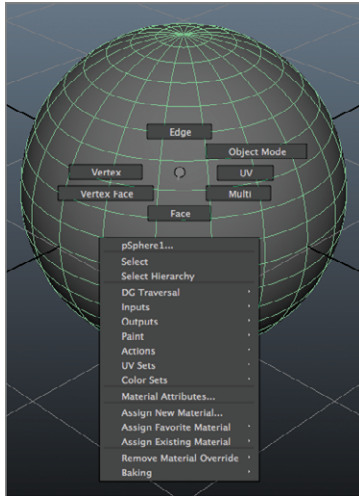 Edge
Object Mode
Vertex
UV
Vertex Face
Multi
Face
pSphere1...
Select
Select Hierarchy
DG Traversal
Inputs
Outputs
Paint
Actions
UV Sets
Color Sets
Material Attributes...
Assign New Material...
Assign Favorite Material
Assign Existing Material
Remove Material Override
Baking